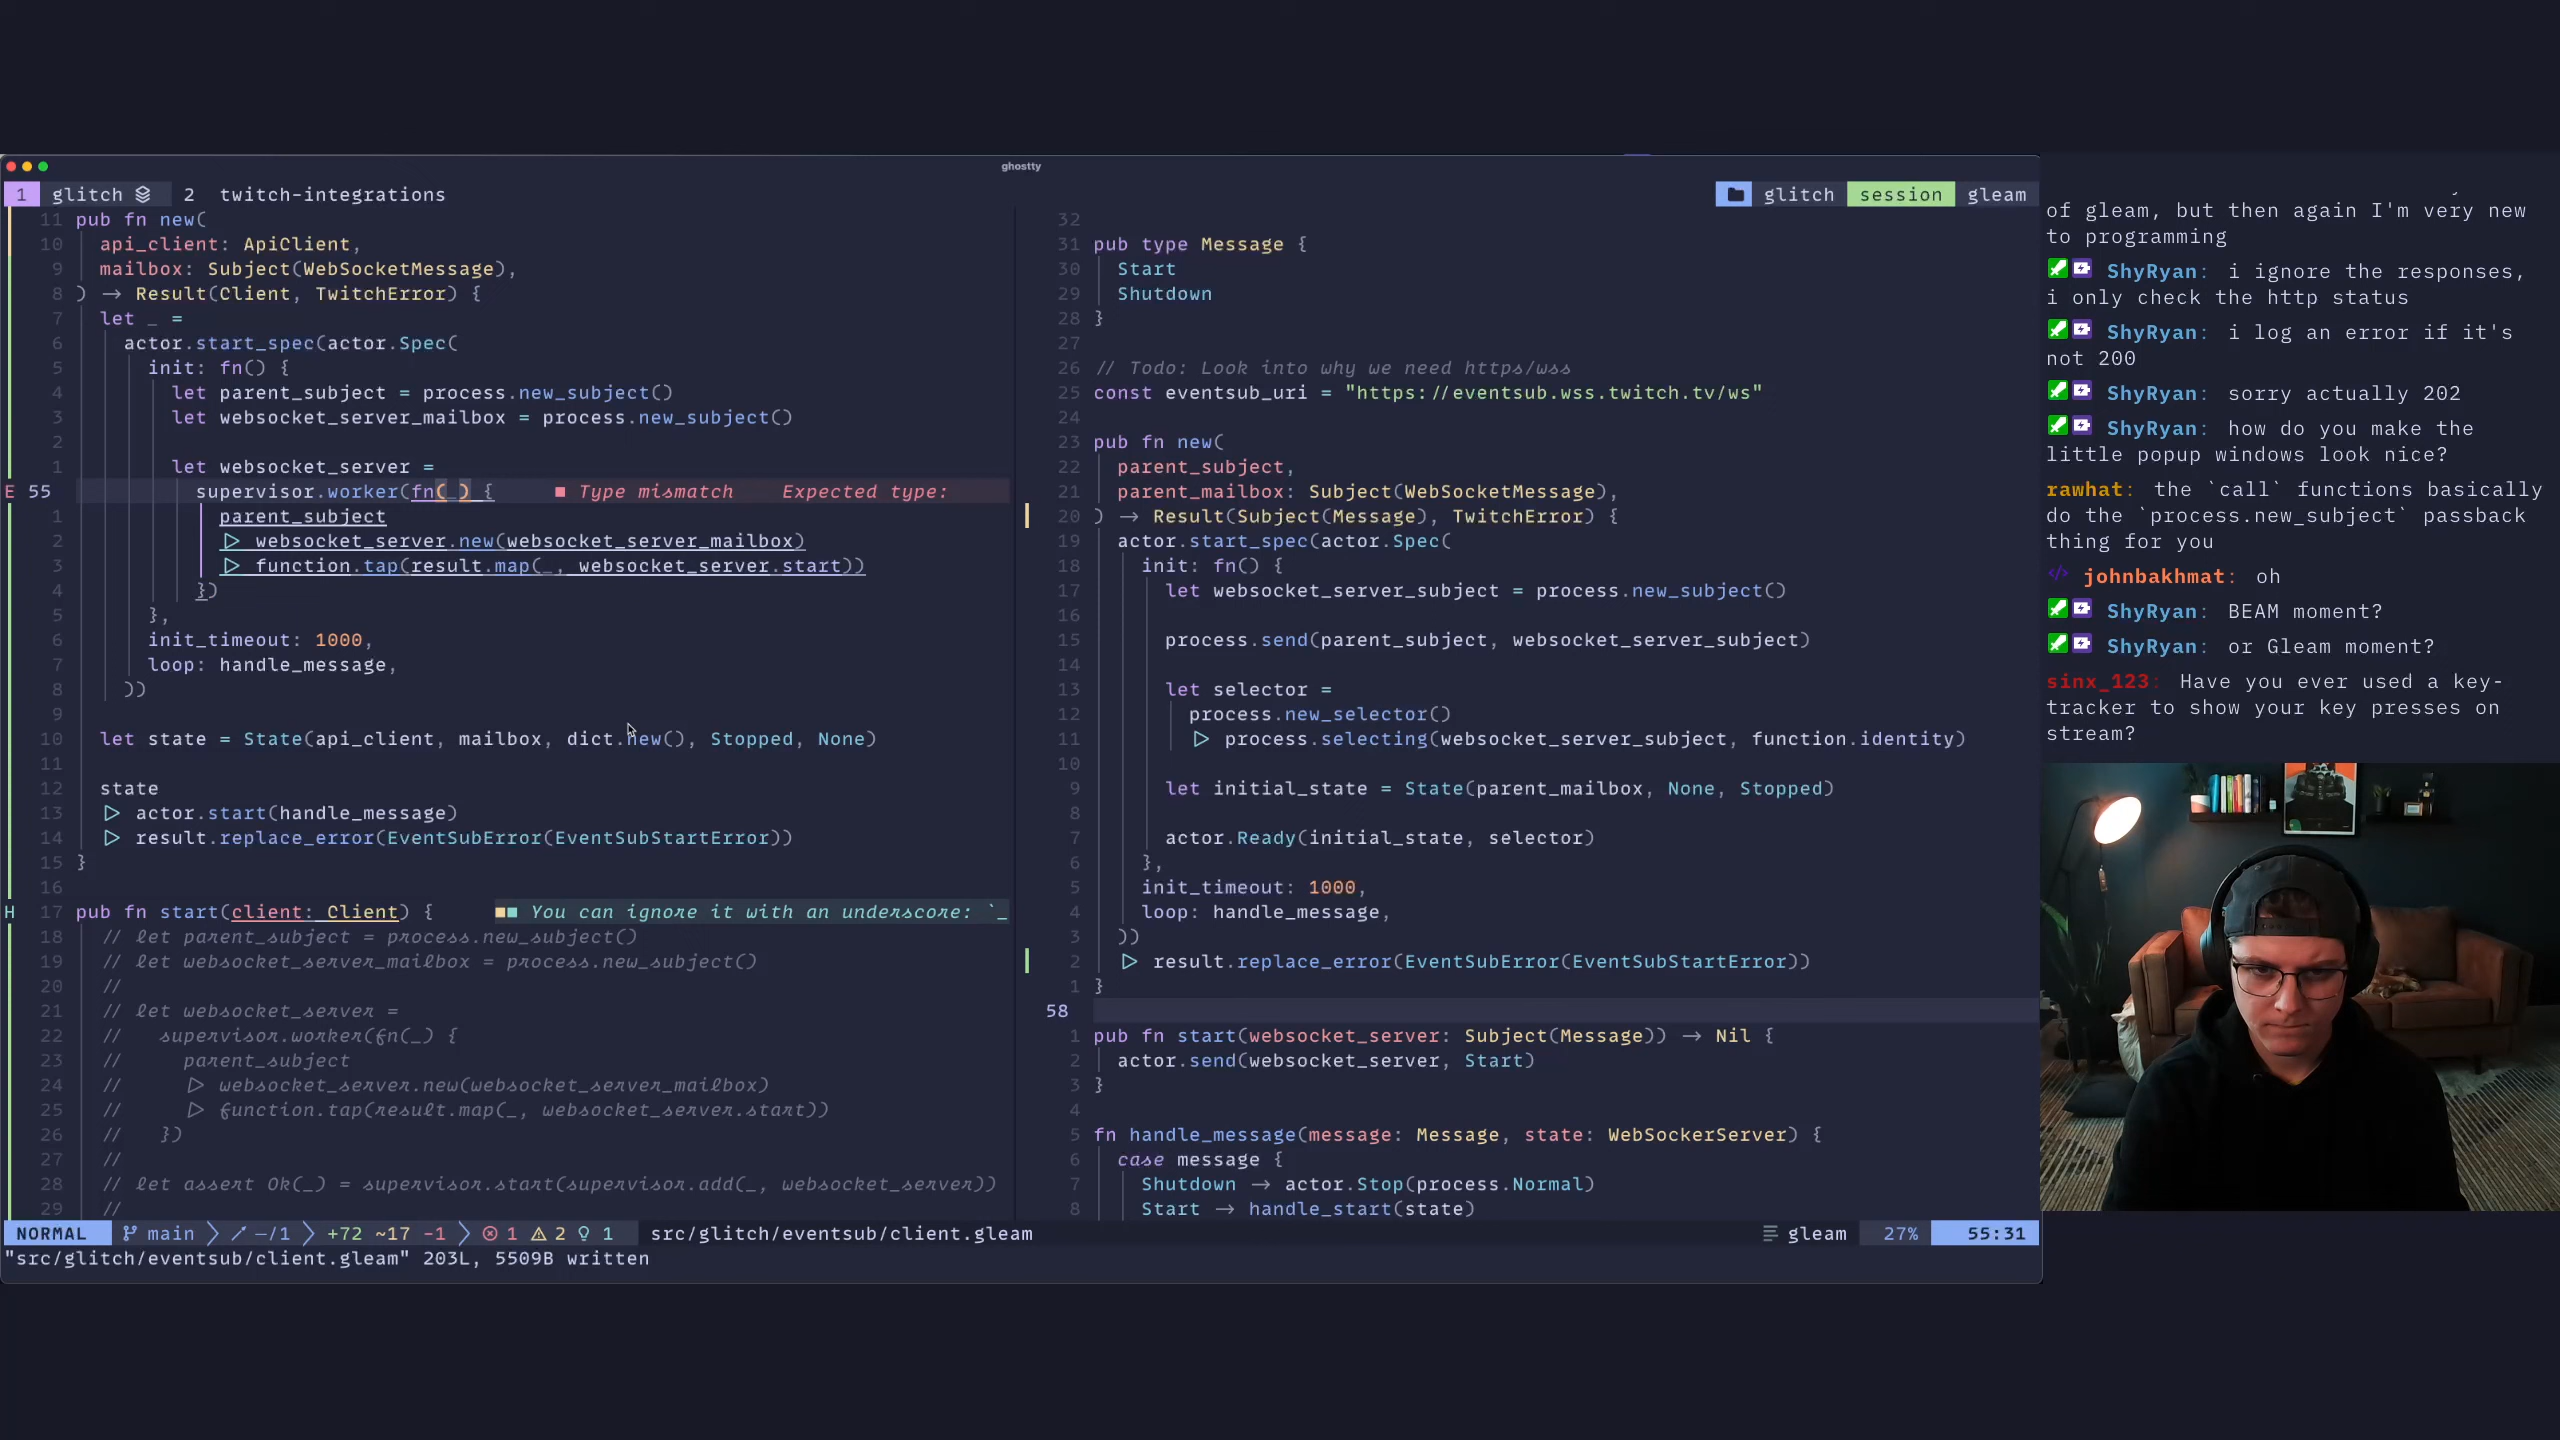 ghostty
1 glitch 2 twitch-integrations
glitch session gleam
11 pub fn new(
10 api_client: ApiClient,
9 mailbox: Subject(WebSocketMessage),
8 ) → Result(Client, TwitchError) {
7 let _ =
6 actor.start_spec(actor.Spec(
5 init: fn() {
4 let parent_subject = process.new_subject()
3 let websocket_server_mailbox = process.new_subject()
2
1 let websocket_server =
E 55 supervisor.worker(fn(_) { ■ Type mismatch Expected type:
1 parent_subject
2 ▷ websocket_server.new(websocket_server_mailbox)
3 ▷ function.tap(result.map(_, websocket_server.start))
4 })
5 },
6 init_timeout: 1000,
7 loop: handle_message,
8 ))
9
10 let state = State(api_client, mailbox, dict.new(), Stopped, None)
11
12 state
13 ▷ actor.start(handle_message)
14 ▷ result.replace_error(EventSubError(EventSubStartError))
15 }
16
H 17 pub fn start(client: Client) { ■■ You can ignore it with an underscore: `_
18 // let parent_subject = process.new_subject()
19 // let websocket_server_mailbox = process.new_subject()
20 //
21 // let websocket_server =
22 // supervisor.worker(fn(_) {
23 // parent_subject
24 // ▷ websocket_server.new(websocket_server_mailbox)
25 // ▷ function.tap(result.map(_, websocket_server.start))
26 // })
27 //
28 // let assert Ok(_) = supervisor.start(supervisor.add(_, websocket_server))
29 //
32
31 pub type Message {
30 Start
29 Shutdown
28 }
27
26 // Todo: Look into why we need https/wss
25 const eventsub_uri = "https://eventsub.wss.twitch.tv/ws"
24
23 pub fn new(
22 parent_subject,
21 parent_mailbox: Subject(WebSocketMessage),
20 ) → Result(Subject(Message), TwitchError) {
19 actor.start_spec(actor.Spec(
18 init: fn() {
17 let websocket_server_subject = process.new_subject()
16
15 process.send(parent_subject, websocket_server_subject)
14
13 let selector =
12 process.new_selector()
11 ▷ process.selecting(websocket_server_subject, function.identity)
10
9 let initial_state = State(parent_mailbox, None, Stopped)
8
7 actor.Ready(initial_state, selector)
6 },
5 init_timeout: 1000,
4 loop: handle_message,
3 ))
2 ▷ result.replace_error(EventSubError(EventSubStartError))
1 }
58
1 pub fn start(websocket_server: Subject(Message)) → Nil {
2 actor.send(websocket_server, Start)
3 }
4
5 fn handle_message(message: Message, state: WebSockerServer) {
6 case message {
7 Shutdown → actor.Stop(process.Normal)
8 Start → handle_start(state)
NORMAL main —/1 +72 ~17 -1 1 2 1 src/glitch/eventsub/client.gleam gleam 27% 55:31
"src/glitch/eventsub/client.gleam" 203L, 5509B written
of gleam, but then again I'm very new
to programming
ShyRyan: i ignore the responses,
i only check the http status
ShyRyan: i log an error if it's
not 200
ShyRyan: sorry actually 202
ShyRyan: how do you make the
little popup windows look nice?
rawhat: the `call` functions basically
do the `process.new_subject` passback
thing for you
johnbakhmat: oh
ShyRyan: BEAM moment?
ShyRyan: or Gleam moment?
sinx_123: Have you ever used a key-
tracker to show your key presses on
stream?